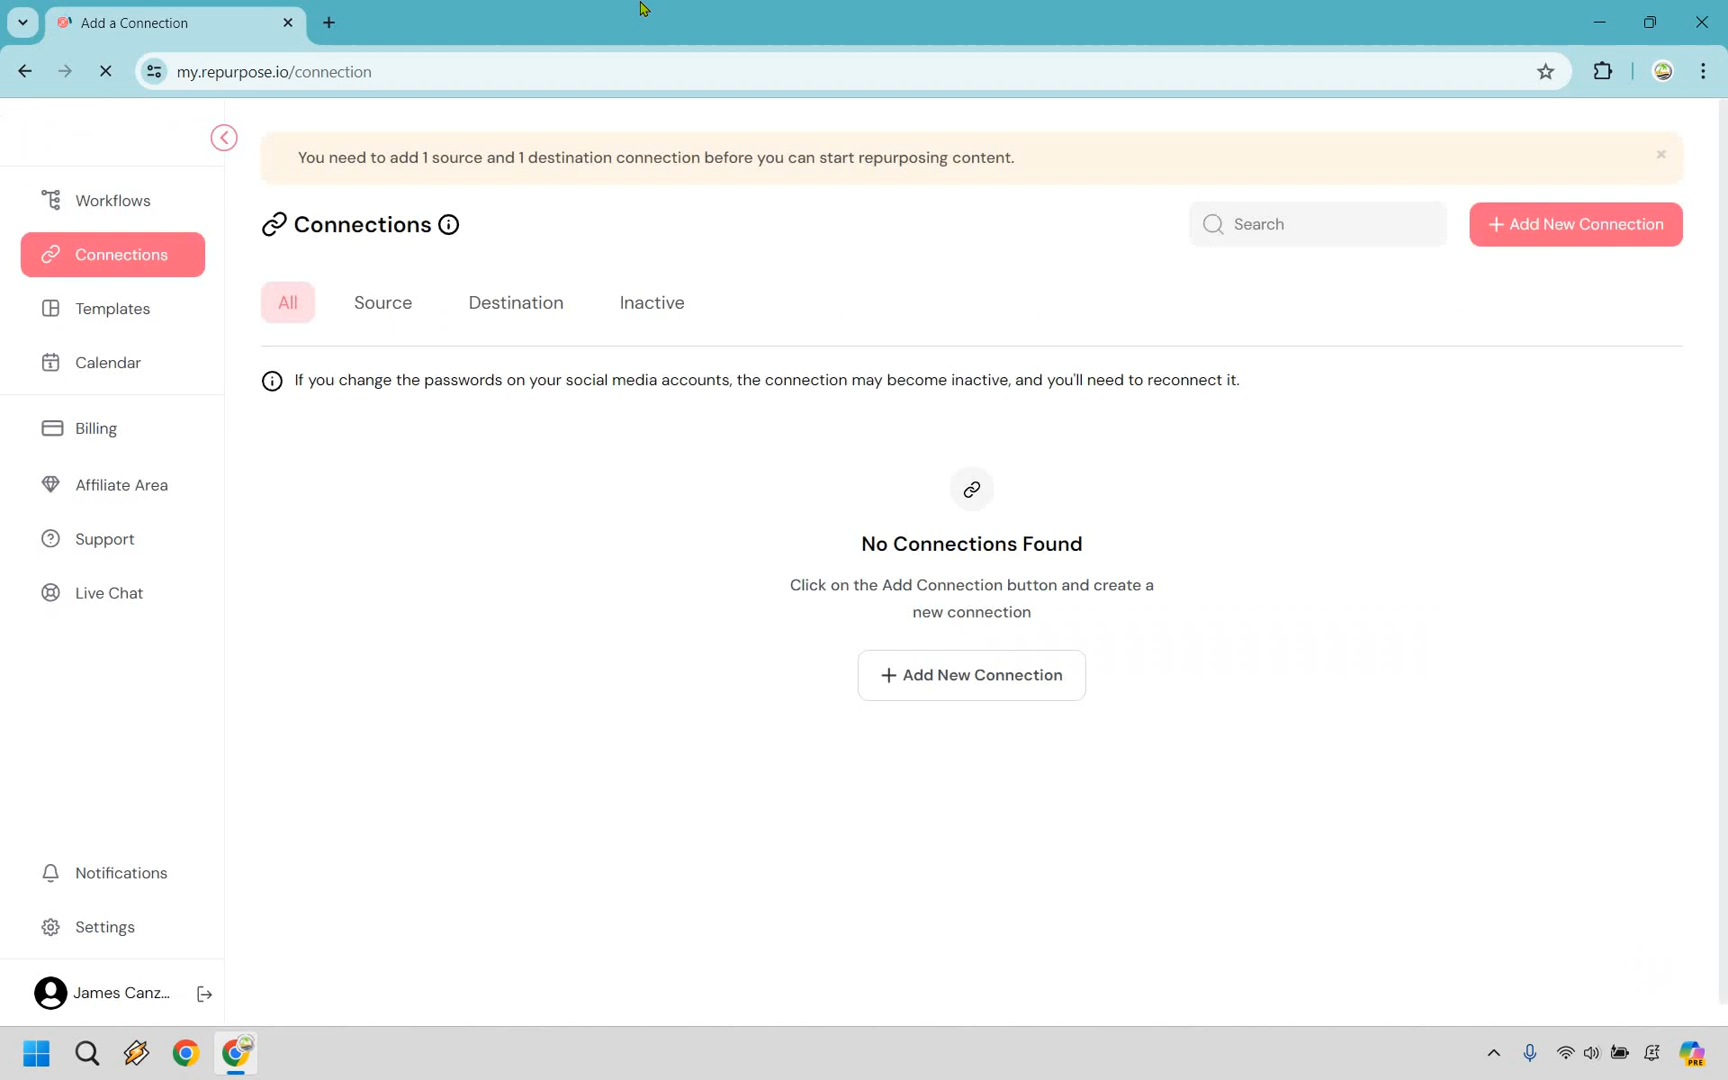 Add a Connection
my.repurpose.io/connection
You need to add 1 source and 1 destination connection before you can start repurposing content.
Workflows
Connections
Search
Add New Connection
Connections
All
Source
Destination
Inactive
Templates
Calendar
If you change the passwords on your social media accounts, the connection may become inactive, and you'll need to reconnect it.
Billing
Affiliate Area
Support
No Connections Found
Click on the Add Connection button and create a
new connection
Live Chat
Add New Connection
Notifications
Settings
James Canz...
PRE